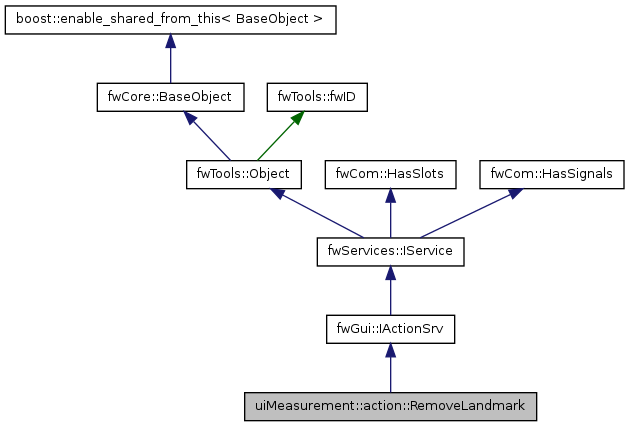 boost::enable_shared_from_this< BaseObject >
fwCore::BaseObject
fwTools::fwID
fwTools::Object
fwCom::HasSlots
fwCom::HasSignals
fwServices::IService
fwGui::IActionSrv
uiMeasurement::action::RemoveLandmark